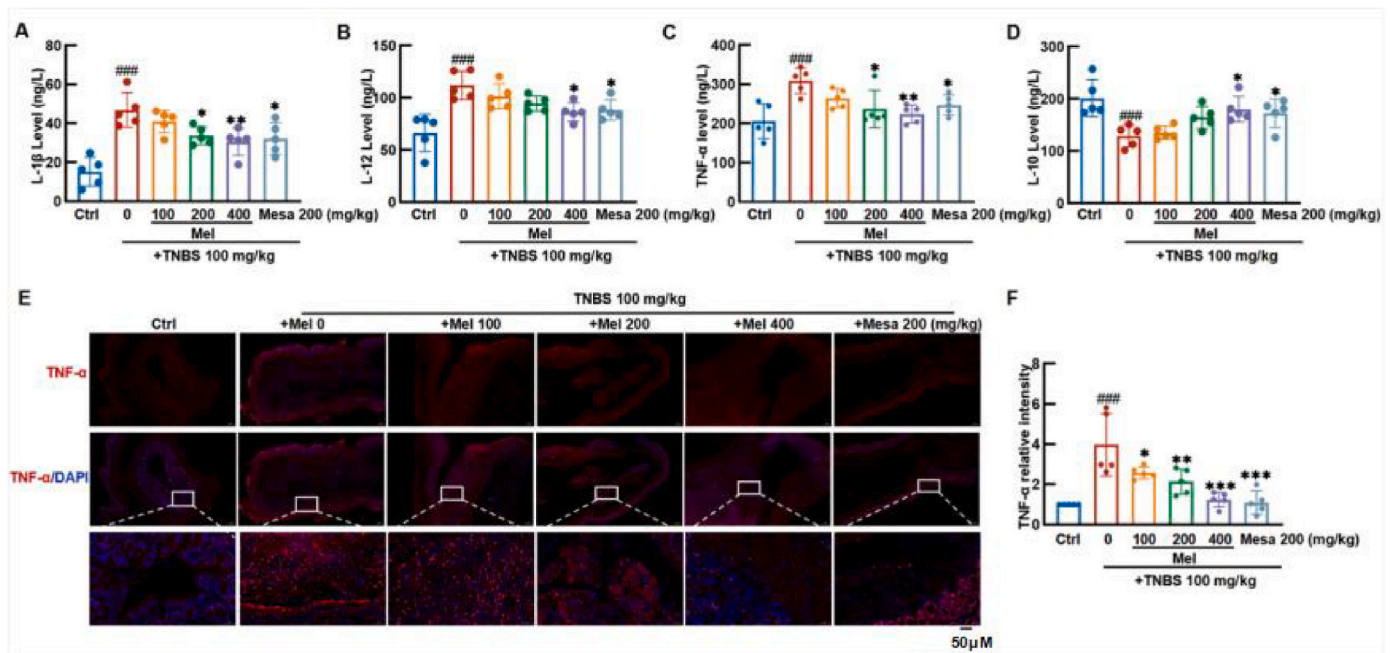 A
L-1β Level (ng/L)
80
60
40
20
0
###
*
**
*
Ctrl 0 100 200 400 Mesa 200 (mg/kg)
Mel
+TNBS 100 mg/kg
B
L-12 Level (ng/L)
150
100
50
0
###
*
*
Ctrl 0 100 200 400 Mesa 200 (mg/kg)
Mel
+TNBS 100 mg/kg
C
TNF-α level (ng/L)
400
300
200
100
0
###
*
**
*
Ctrl 0 100 200 400 Mesa 200 (mg/kg)
Mel
+TNBS 100 mg/kg
D
L-10 Level (ng/L)
300
200
100
0
###
*
*
Ctrl 0 100 200 400 Mesa 200 (mg/kg)
Mel
+TNBS 100 mg/kg
E
TNBS 100 mg/kg
Ctrl +Mel 0 +Mel 100 +Mel 200 +Mel 400 +Mesa 200 (mg/kg)
TNF-α
TNF-α/DAPI
50μM
F
TNF-α relative intensity
8
6
4
2
0
###
*
**
***
***
Ctrl 0 100 200 400 Mesa 200 (mg/kg)
Mel
+TNBS 100 mg/kg